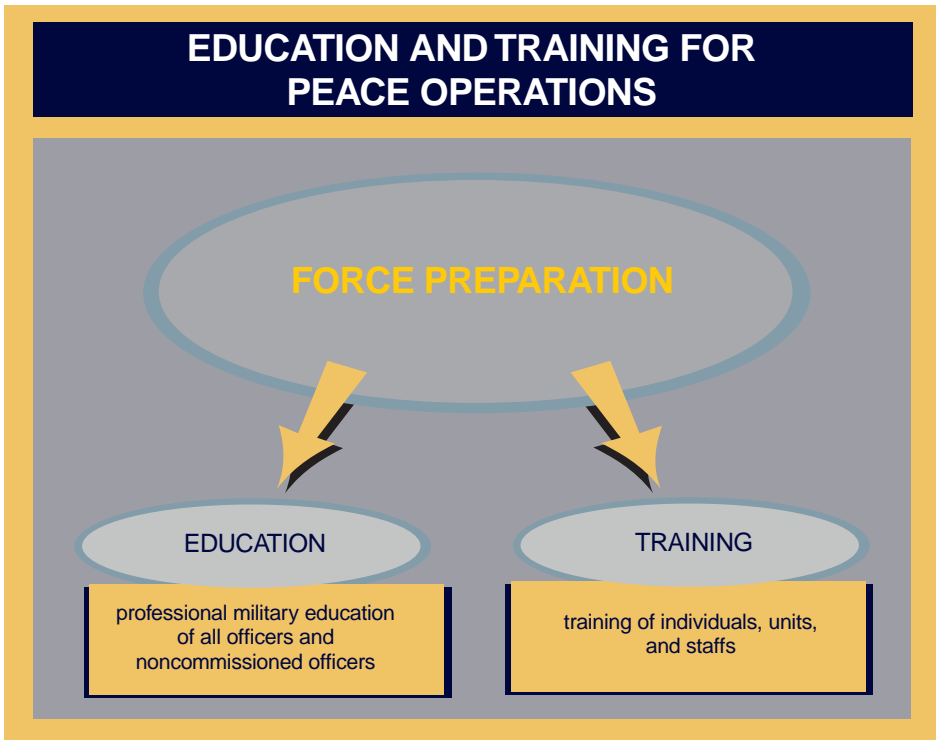 EDUCATION AND TRAINING FOR
PEACE OPERATIONS
FORCE PREPARATION
EDUCATION
professional military education
of all officers and
noncommissioned officers
TRAINING
training of individuals, units,
and staffs